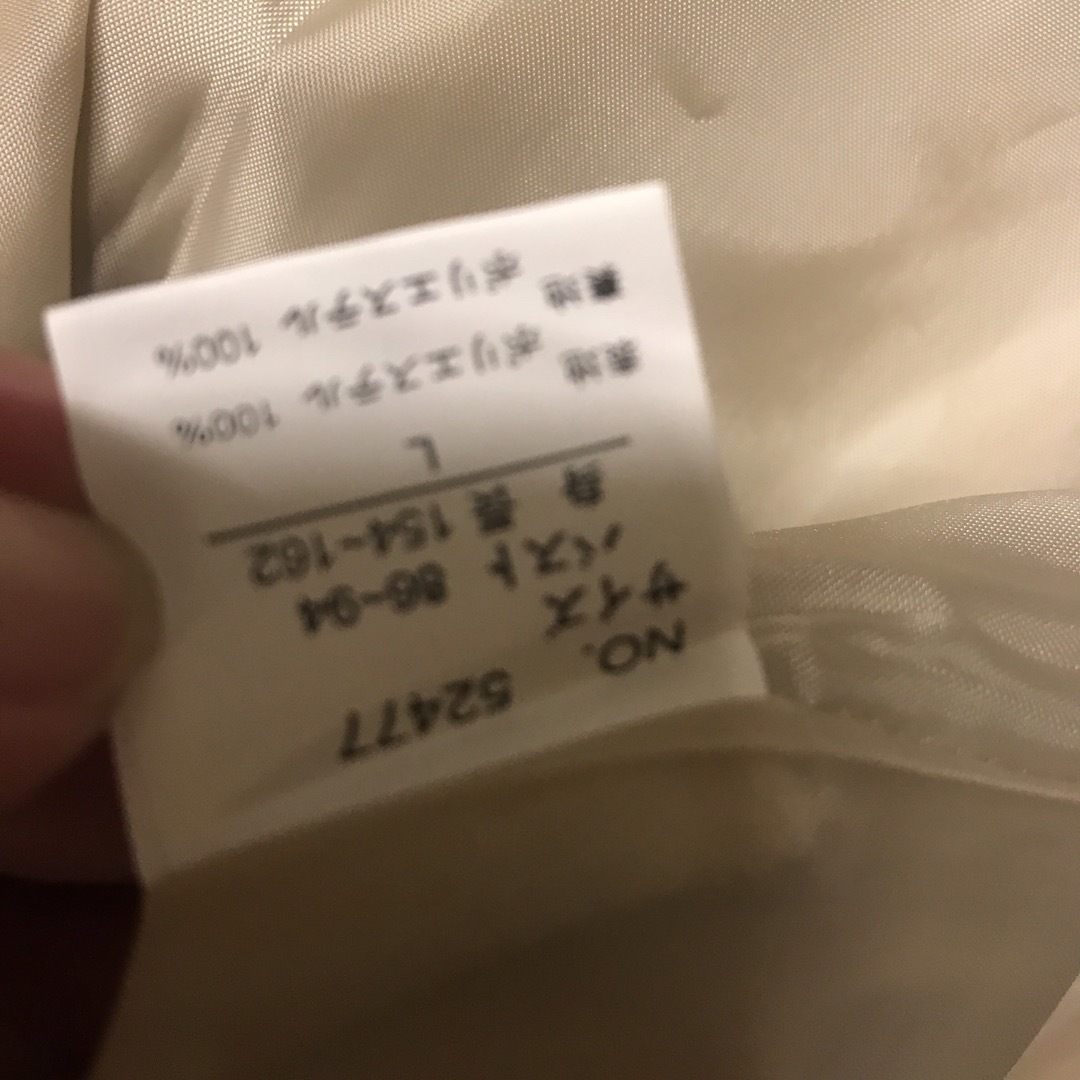 NO. 52477
サイズ
バスト 86~94
身長 154~162
L
表地 ポリエステル 100%
裏地 ポリエステル 100%